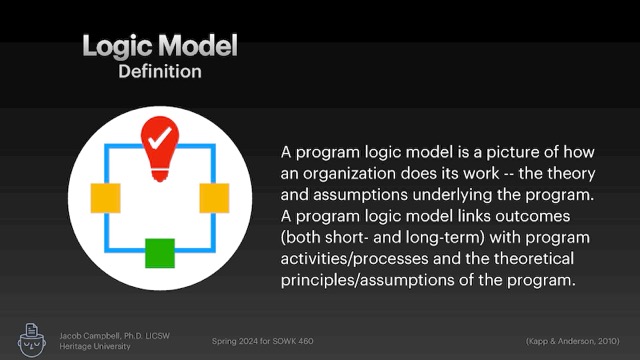 Logic Model
Definition
A program logic model is a picture of how
an organization does its work -- the theory
and assumptions underlying the program.
A program logic model links outcomes
(both short- and long-term) with program
activities/processes and the theoretical
principles/assumptions of the program.
Jacob Campbell, Ph.D. LICSW
Heritage University
Spring 2024 for SOWK 460
(Kapp & Anderson, 2010)